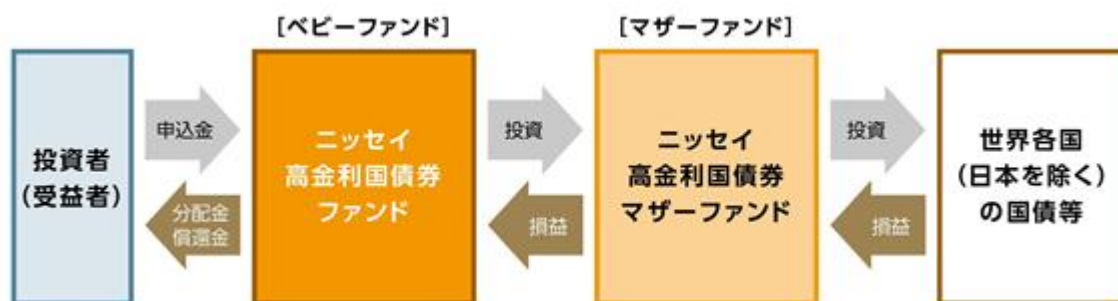 [ベビーファンド]
[マザーファンド]
投資者
(受益者)
申込金
分配金
償還金
ニッセイ
高金利国債券
ファンド
投資
損益
ニッセイ
高金利国債券
マザーファンド
投資
損益
世界各国
(日本を除く)
の国債等